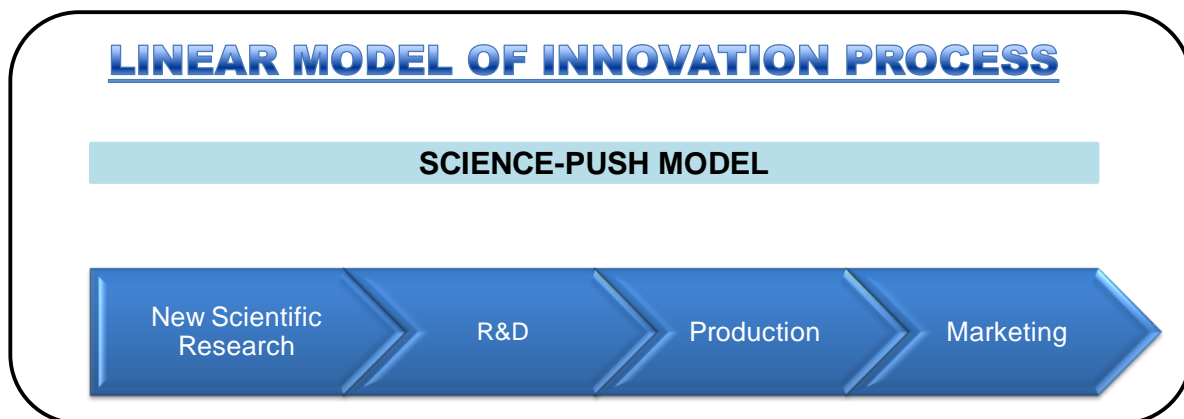 LINEAR MODEL OF INNOVATION PROCESS
SCIENCE-PUSH MODEL
New Scientific
Research
R&D
Production
Marketing